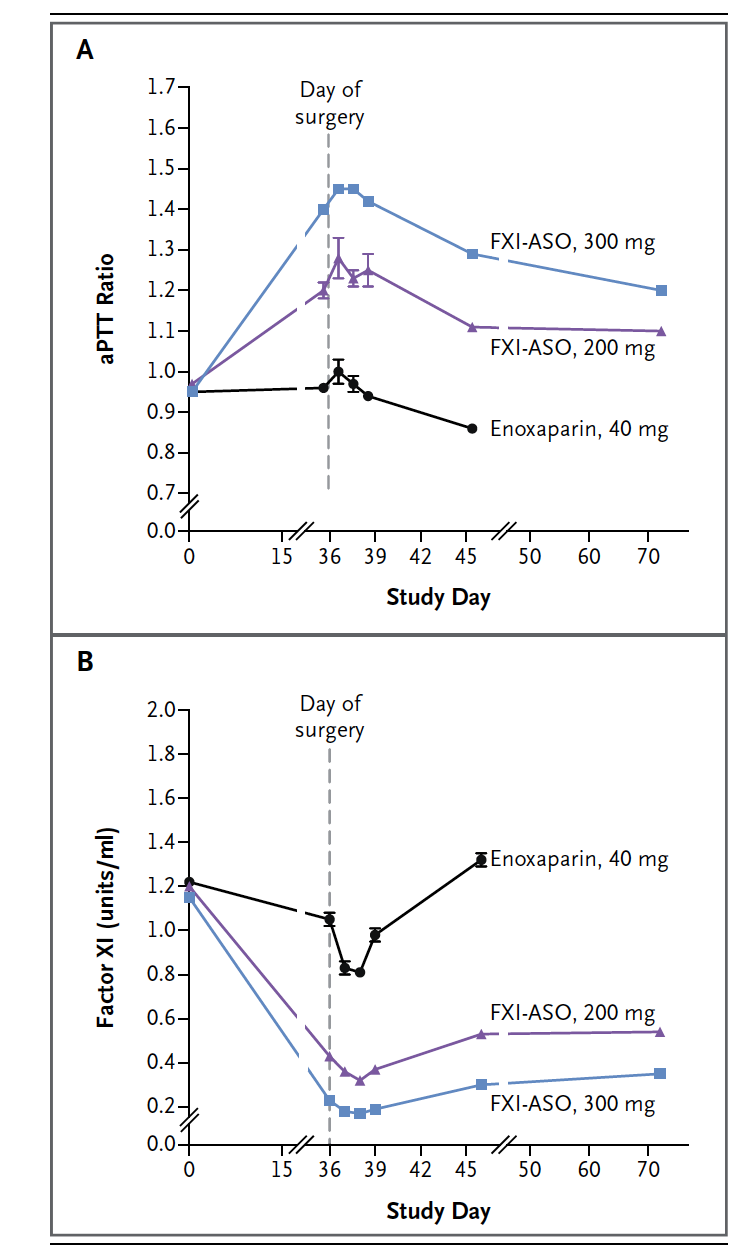 A
Day of
surgery
1.7
1.6
1.5
1.4
1.3
1.2
1.1
1.0
0.9
0.8
0.7
0.0
aPTT Ratio
FXI-ASO, 300 mg
FXI-ASO, 200 mg
Enoxaparin, 40 mg
0 15 36 39 42 45 50 60 70
Study Day
B
Day of
surgery
2.0
1.8
1.6
1.4
1.2
1.0
0.8
0.6
0.4
0.2
0.0
Factor XI (units/ml)
Enoxaparin, 40 mg
FXI-ASO, 200 mg
FXI-ASO, 300 mg
0 15 36 39 42 45 50 60 70
Study Day